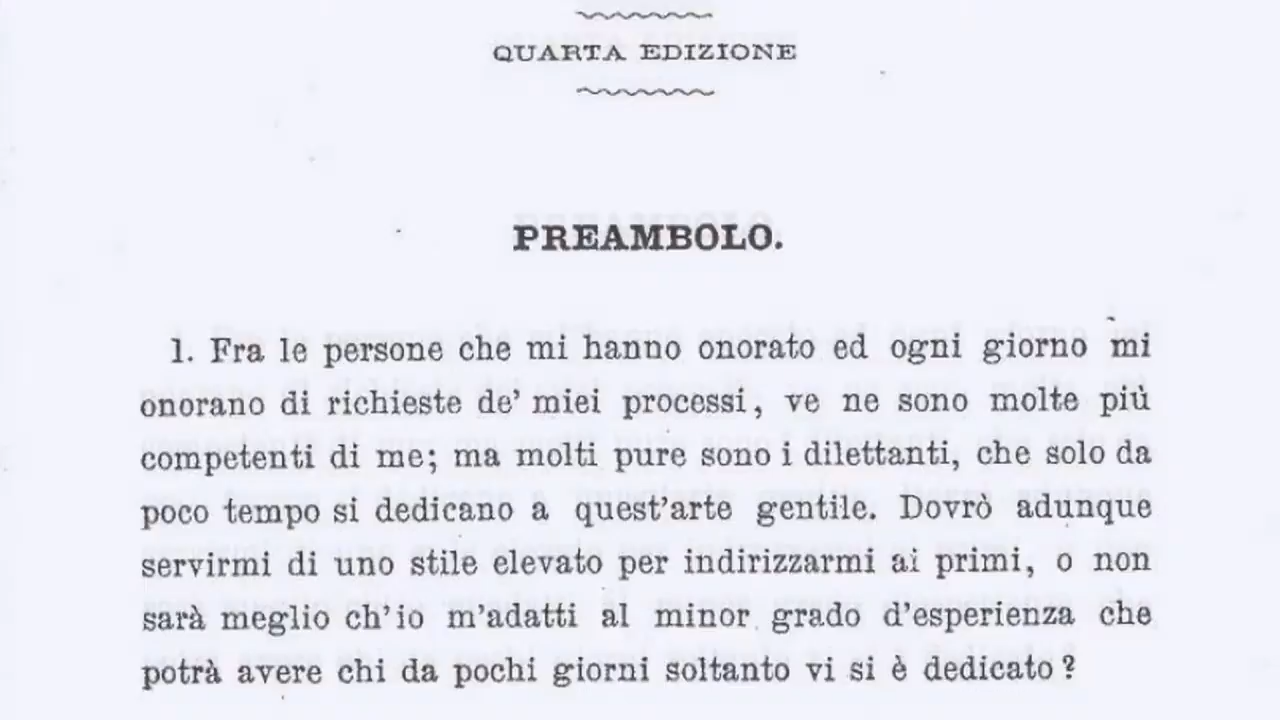 QUARTA EDIZIONE
PREAMBOLO.
1. Fra le persone che mi hanno onorato ed ogni giorno mi
onorano di richieste de' miei processi, ve ne sono molte più
competenti di me; ma molti pure sono i dilettanti, che solo da
poco tempo si dedicano a quest'arte gentile. Dovrò adunque
servirmi di uno stile elevato per indirizzarmi ai primi, o non
sarà meglio ch'io m'adatti al minor grado d'esperienza che
potrà avere chi da pochi giorni soltanto vi si è dedicato?